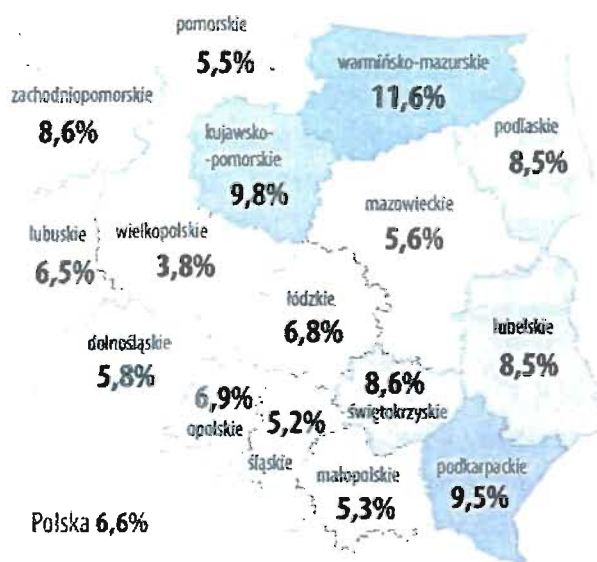 pomorskie
5,5%
warmińsko-mazurskie
11,6%
zachodniopomorskie
8,6%
kujawsko-
-pomorskie
9,8%
podlaskie
8,5%
mazowieckie
5,6%
lubuskie
6,5%
wielkopolskie
3,8%
łódzkie
6,8%
lubelskie
8,5%
dolnośląskie
5,8%
6,9%
opolskie
5,2%
śląskie
8,6%
świętokrzyskie
małopolskie
5,3%
podkarpackie
9,5%
Polska 6,6%